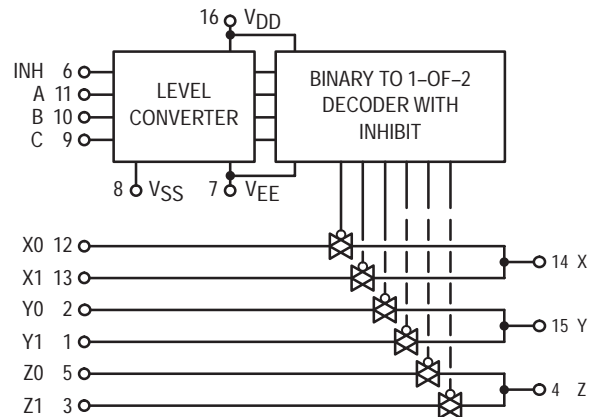 16 VDD
INH 6
A 11
B 10
C 9
LEVEL
CONVERTER
BINARY TO 1–OF–2
DECODER WITH
INHIBIT
8 VSS
7 VEE
X0 12
X1 13
Y0 2
Y1 1
Z0 5
Z1 3
14 X
15 Y
4 Z